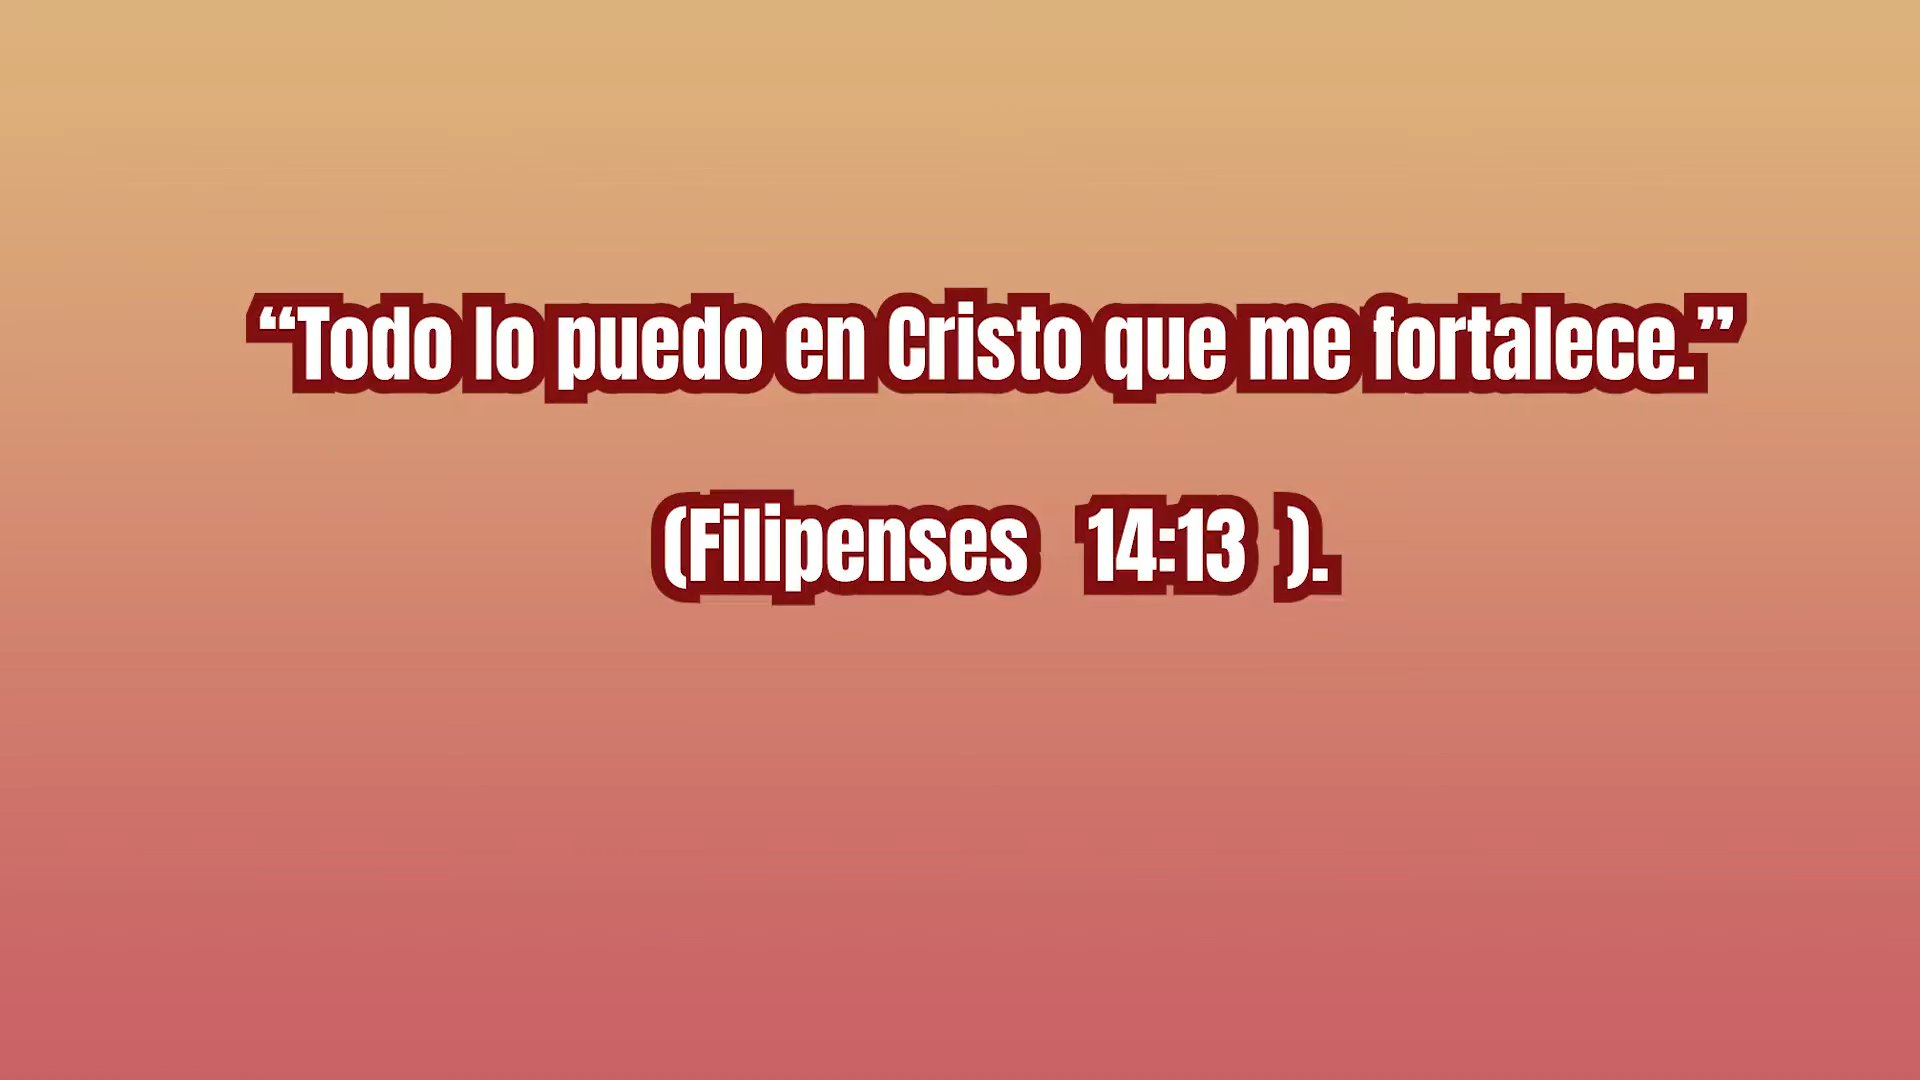 “Todo lo puedo en Cristo que me fortalece.”
(Filipenses 14:13 ).